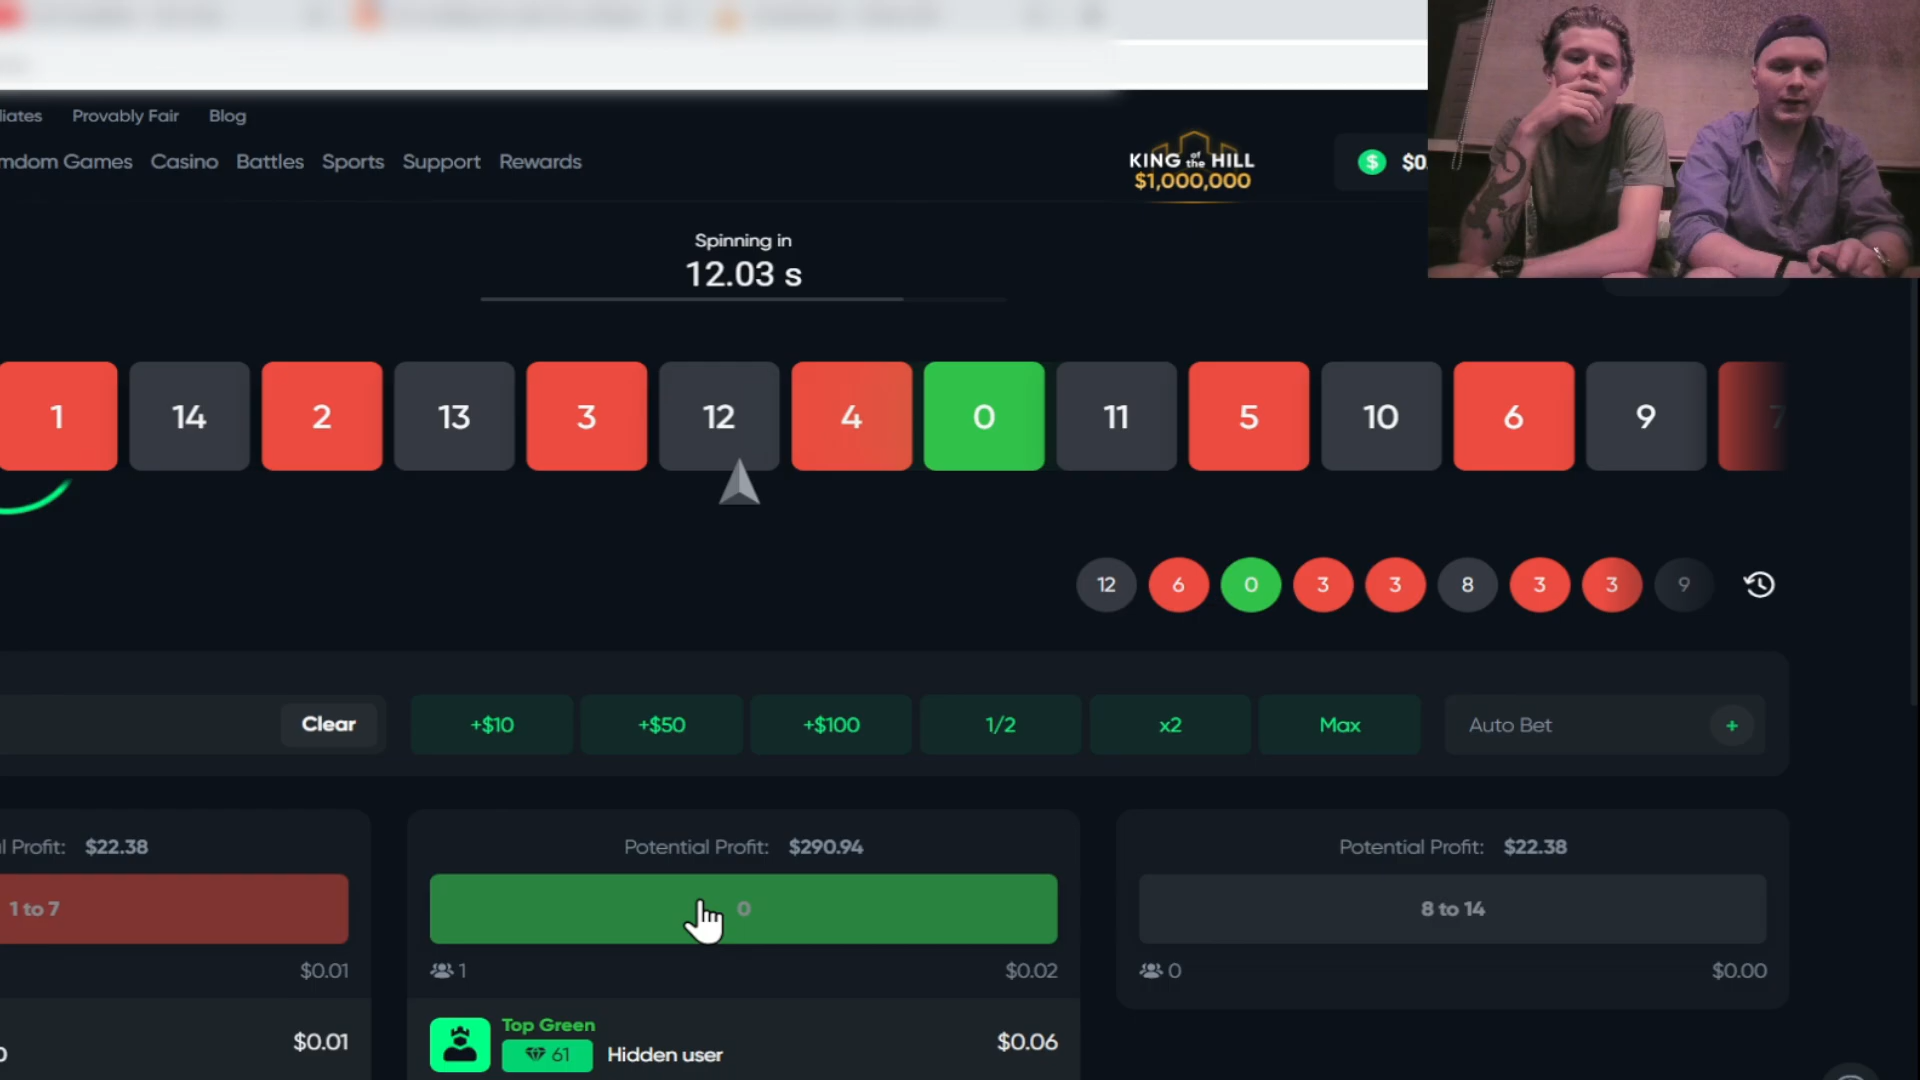 liates Provably Fair Blog
mdom Games Casino Battles Sports Support Rewards
KING of the HILL
$1,000,000
$0.
Spinning in
12.03 s
1 14 2 13 3 12 4 0 11 5 10 6 9 7
12 6 0 3 3 8 3 3 9
Clear +$10 +$50 +$100 1/2 x2 Max Auto Bet +
l Profit: $22.38
1 to 7
$0.01
$0.01
Potential Profit: $290.94
0
1 $0.02
Top Green
61 Hidden user $0.06
Potential Profit: $22.38
8 to 14
0 $0.00